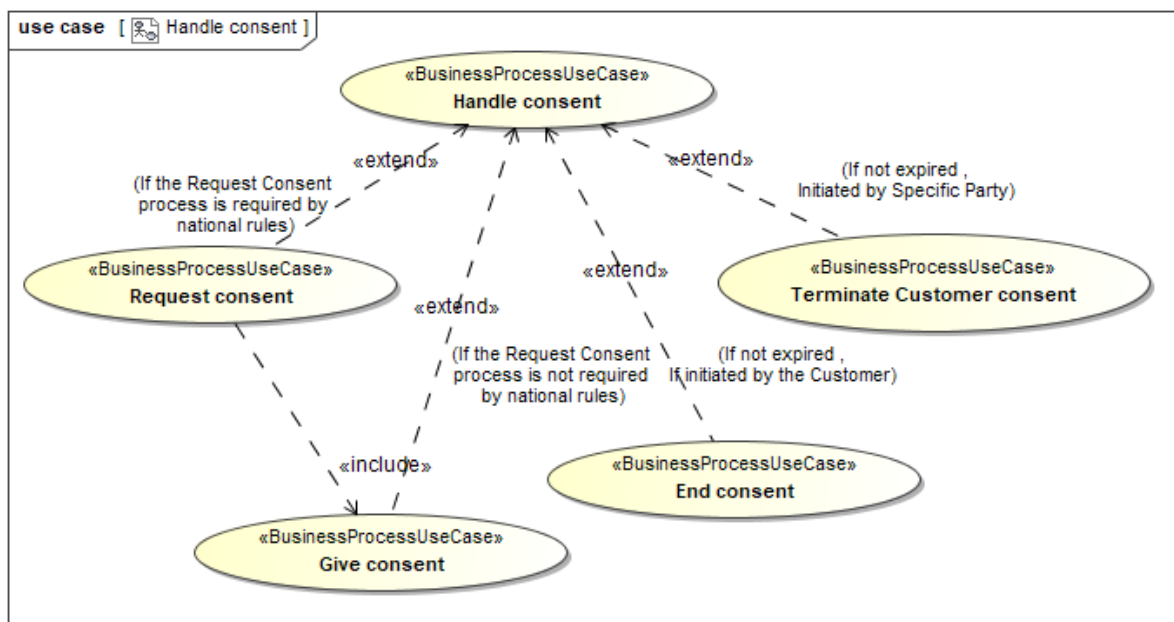 use case [ Handle consent ]
«BusinessProcessUseCase»
Handle consent
«extend»
(If the Request Consent
process is required by
national rules)
«extend»
(If not expired ,
Initiated by Specific Party)
«BusinessProcessUseCase»
Request consent
«BusinessProcessUseCase»
Terminate Customer consent
«extend»
«extend»
(If the Request Consent
process is not required
by national rules)
(If not expired ,
If initiated by the Customer)
«include»
«BusinessProcessUseCase»
End consent
«BusinessProcessUseCase»
Give consent